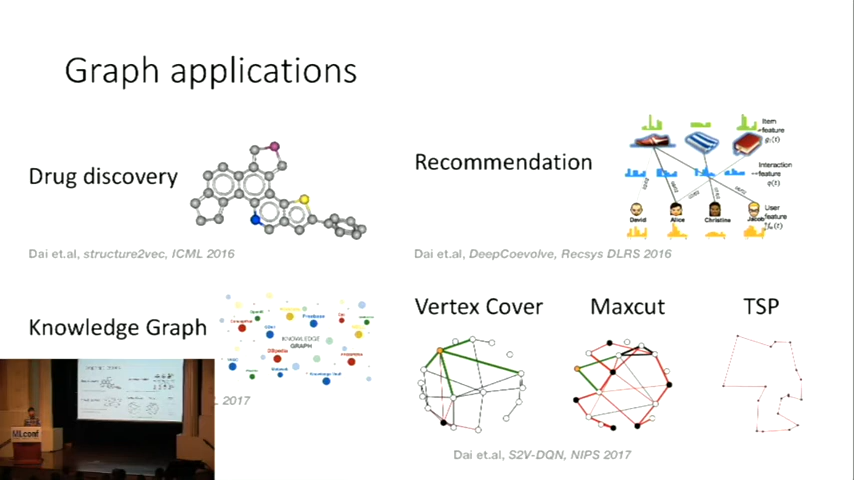 Graph applications
Drug discovery
Dai et.al, structure2vec, ICML 2016
Recommendation
Item
feature
Interaction
feature
User
feature
David
Alice
Christine
Jacob
Dai et.al, DeepCoevolve, Recsys DLRS 2016
Knowledge Graph
KNOWLEDGE
GRAPH
Freebase
DBpedia
L 2017
MLconf
Vertex Cover
Maxcut
TSP
Dai et.al, S2V-DQN, NIPS 2017